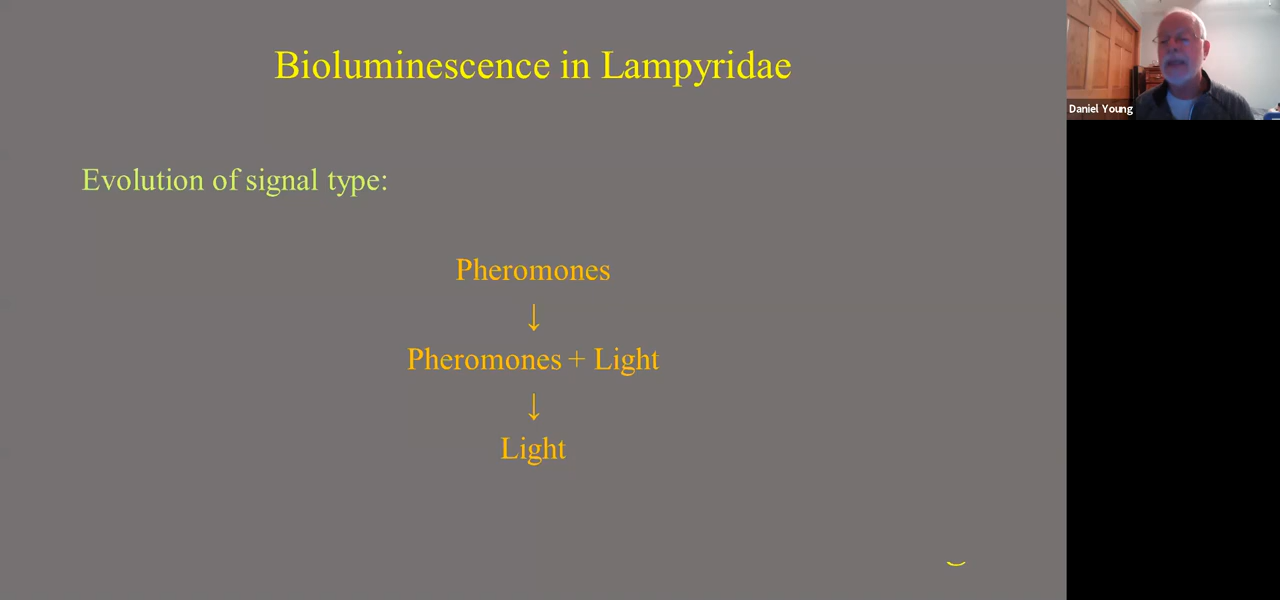 Bioluminescence in Lampyridae
Evolution of signal type:
Pheromones
↓
Pheromones + Light
↓
Light
Daniel Young